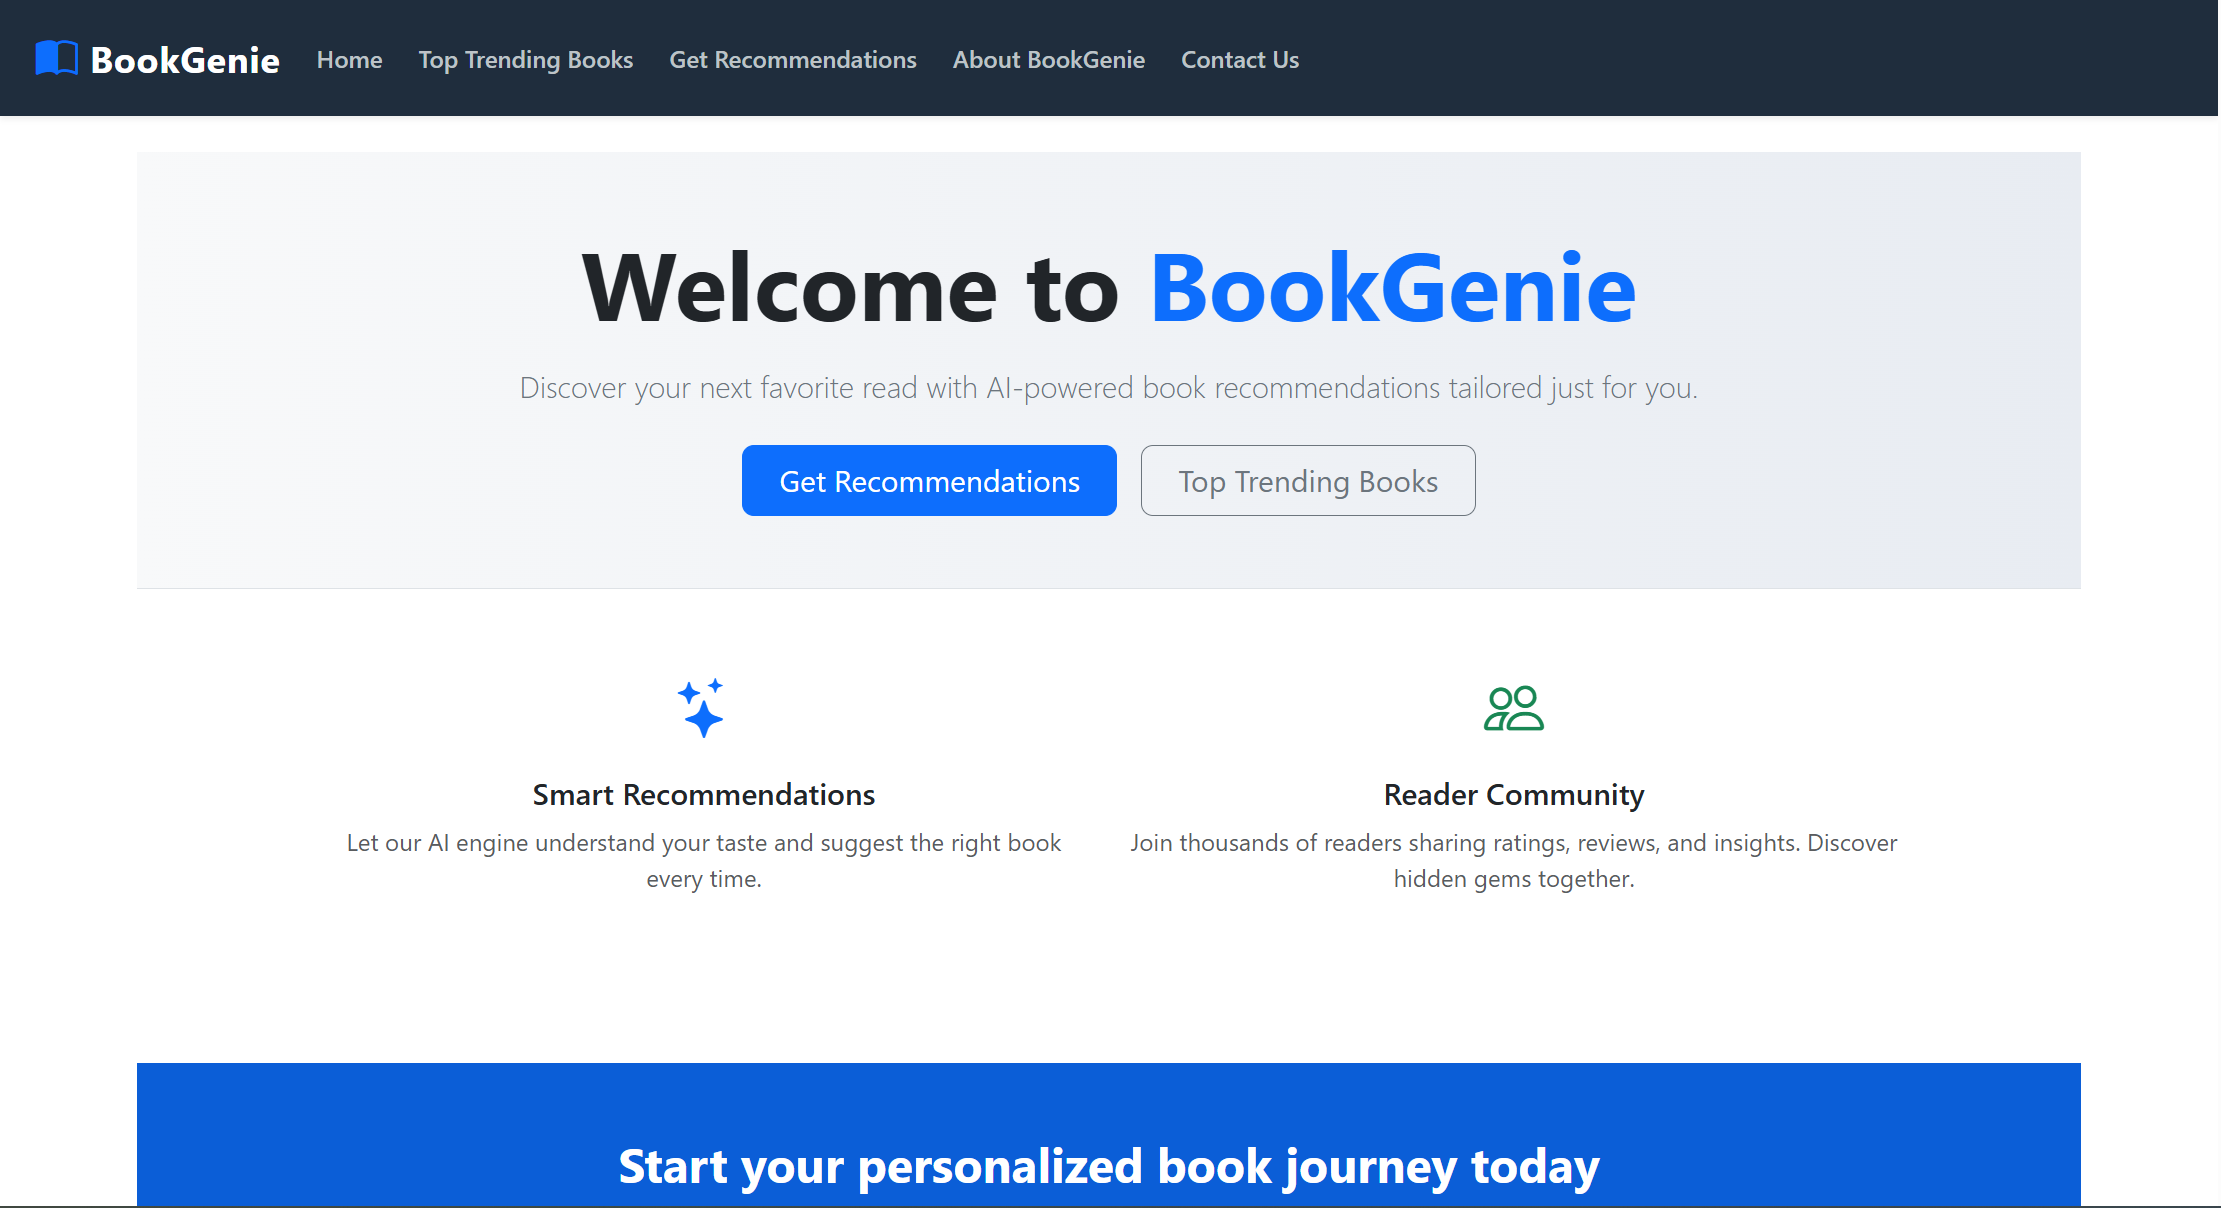 BookGenie Home Top Trending Books Get Recommendations About BookGenie Contact Us
Welcome to BookGenie
Discover your next favorite read with AI-powered book recommendations tailored just for you.
Get Recommendations Top Trending Books
Smart Recommendations
Let our AI engine understand your taste and suggest the right book
every time.
Reader Community
Join thousands of readers sharing ratings, reviews, and insights. Discover
hidden gems together.
Start your personalized book journey today